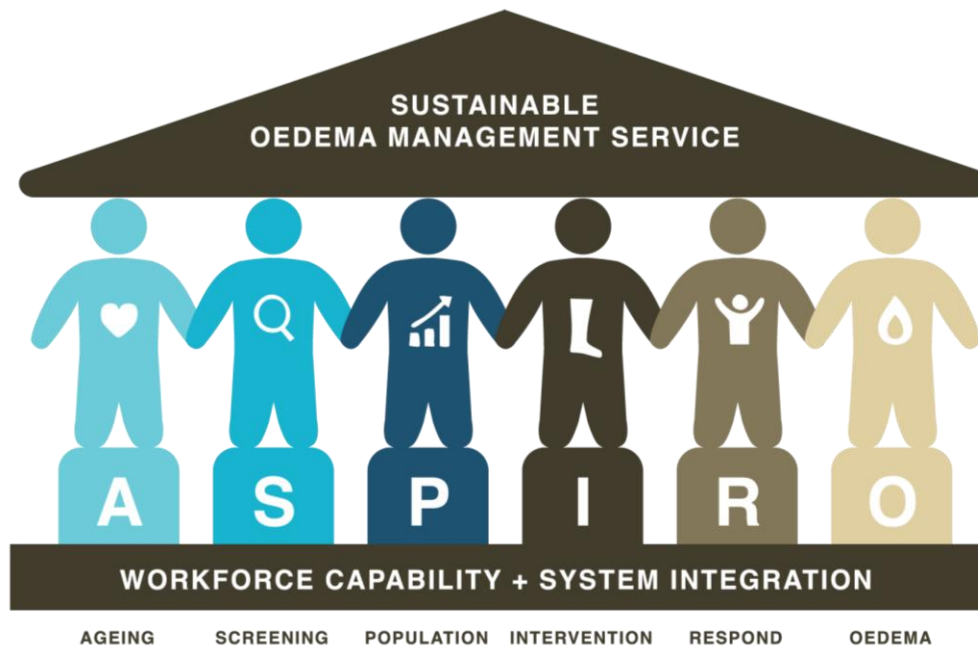 SUSTAINABLE
OEDEMA MANAGEMENT SERVICE
A S P I R O
WORKFORCE CAPABILITY + SYSTEM INTEGRATION
AGEING SCREENING POPULATION INTERVENTION RESPOND OEDEMA